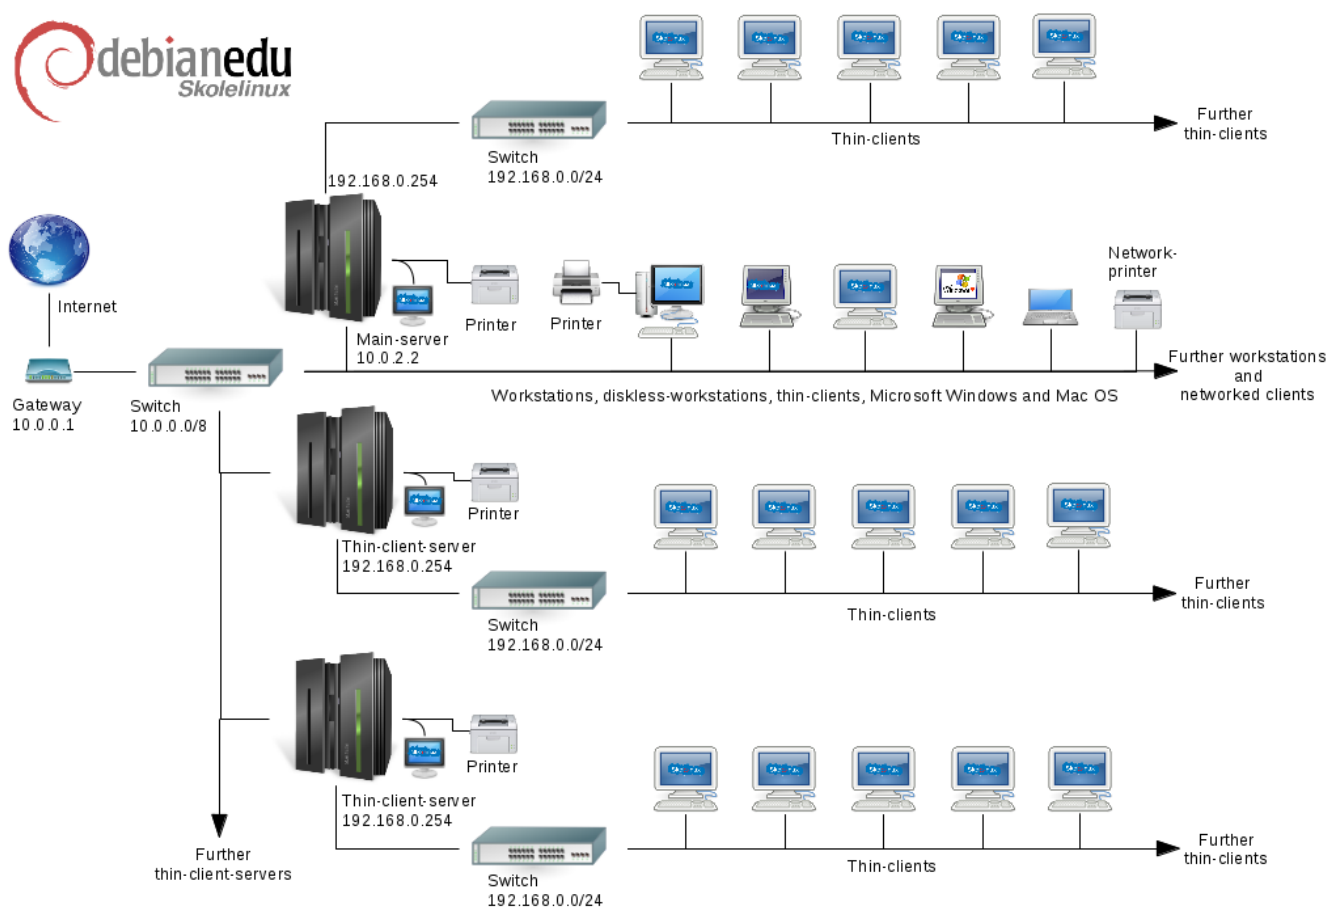 debianedu
Skolelinux
Further
thin-clients
Thin-clients
Switch
192.168.0.0/24
192.168.0.254
Internet
Network-
printer
Printer
Printer
Main-server
10.0.2.2
Gateway
10.0.0.1
Switch
10.0.0.0/8
Further workstations
and
networked clients
Workstations, diskless-workstations, thin-clients, Microsoft Windows and Mac OS
Printer
Thin-client-server
192.168.0.254
Switch
192.168.0.0/24
Thin-clients
Further
thin-clients
Printer
Thin-client-server
192.168.0.254
Switch
192.168.0.0/24
Thin-clients
Further
thin-clients
Further
thin-client-servers